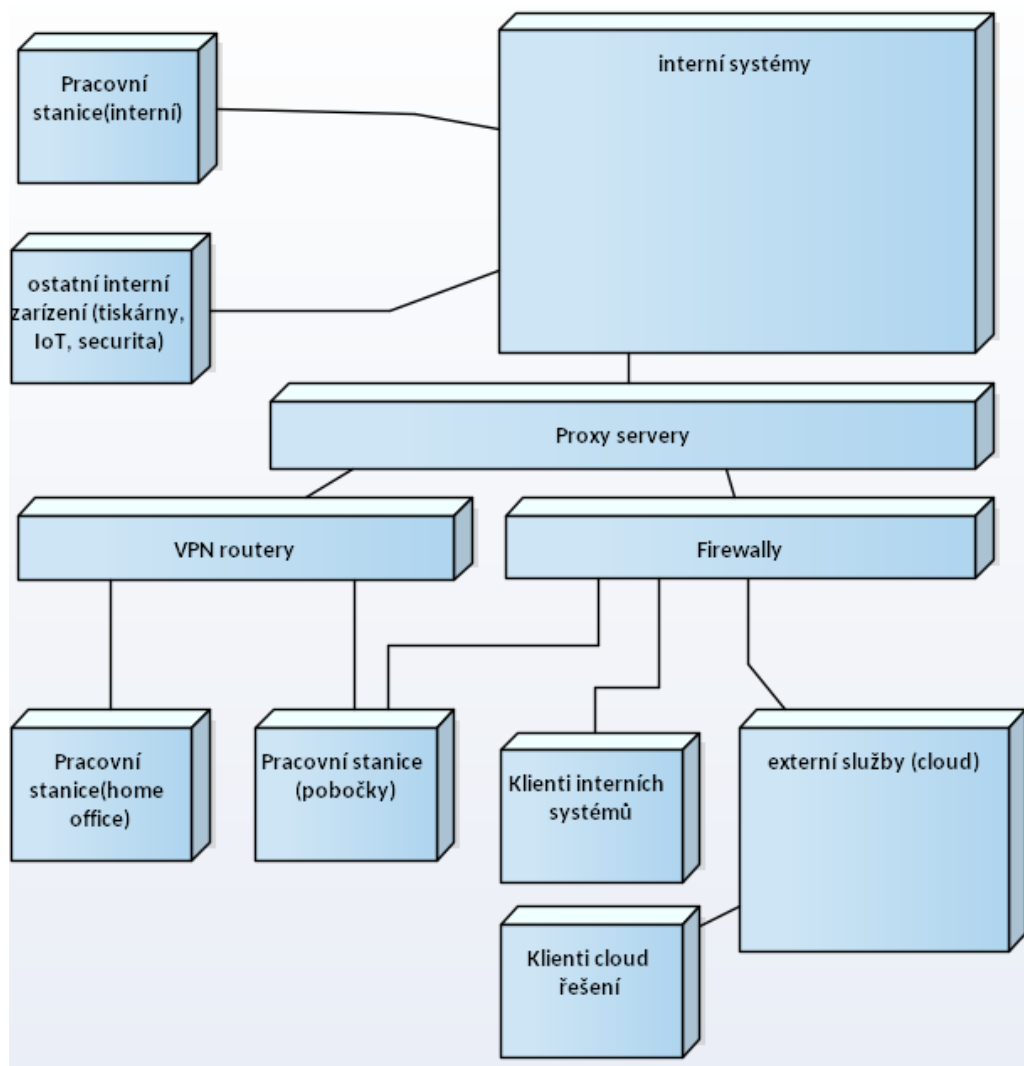 Pracovní
stanice(interní)
interní systémy
ostatní interní
zarízení (tiskárny,
IoT, securita)
Proxy servery
VPN routery
Firewally
Pracovní
stanice(home
office)
Pracovní stanice
(pobočky)
Klienti interních
systémů
externí služby (cloud)
Klienti cloud
řešení